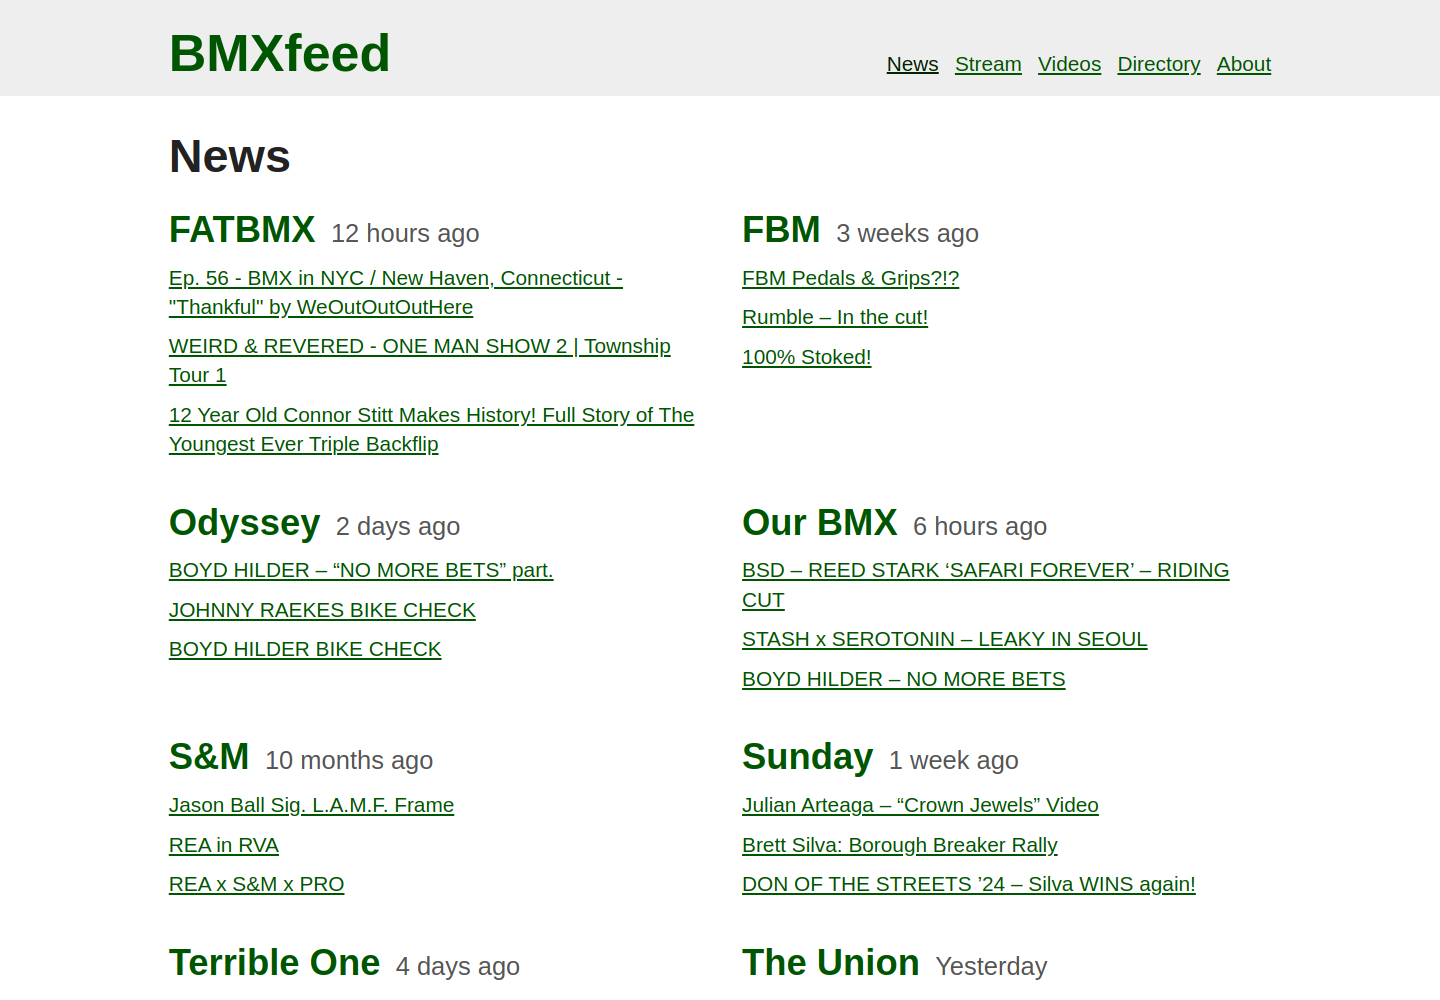 BMXfeed
News Stream Videos Directory About
News
FATBMX 12 hours ago
Ep. 56 - BMX in NYC / New Haven, Connecticut -
"Thankful" by WeOutOutOutHere
WEIRD & REVERED - ONE MAN SHOW 2 | Township
Tour 1
12 Year Old Connor Stitt Makes History! Full Story of The
Youngest Ever Triple Backflip
FBM 3 weeks ago
FBM Pedals & Grips?!?
Rumble – In the cut!
100% Stoked!
Odyssey 2 days ago
BOYD HILDER – “NO MORE BETS” part.
JOHNNY RAEKES BIKE CHECK
BOYD HILDER BIKE CHECK
Our BMX 6 hours ago
BSD – REED STARK ‘SAFARI FOREVER’ – RIDING
CUT
STASH x SEROTONIN – LEAKY IN SEOUL
BOYD HILDER – NO MORE BETS
S&M 10 months ago
Jason Ball Sig. L.A.M.F. Frame
REA in RVA
REA x S&M x PRO
Sunday 1 week ago
Julian Arteaga – “Crown Jewels” Video
Brett Silva: Borough Breaker Rally
DON OF THE STREETS ’24 – Silva WINS again!
Terrible One 4 days ago
The Union Yesterday